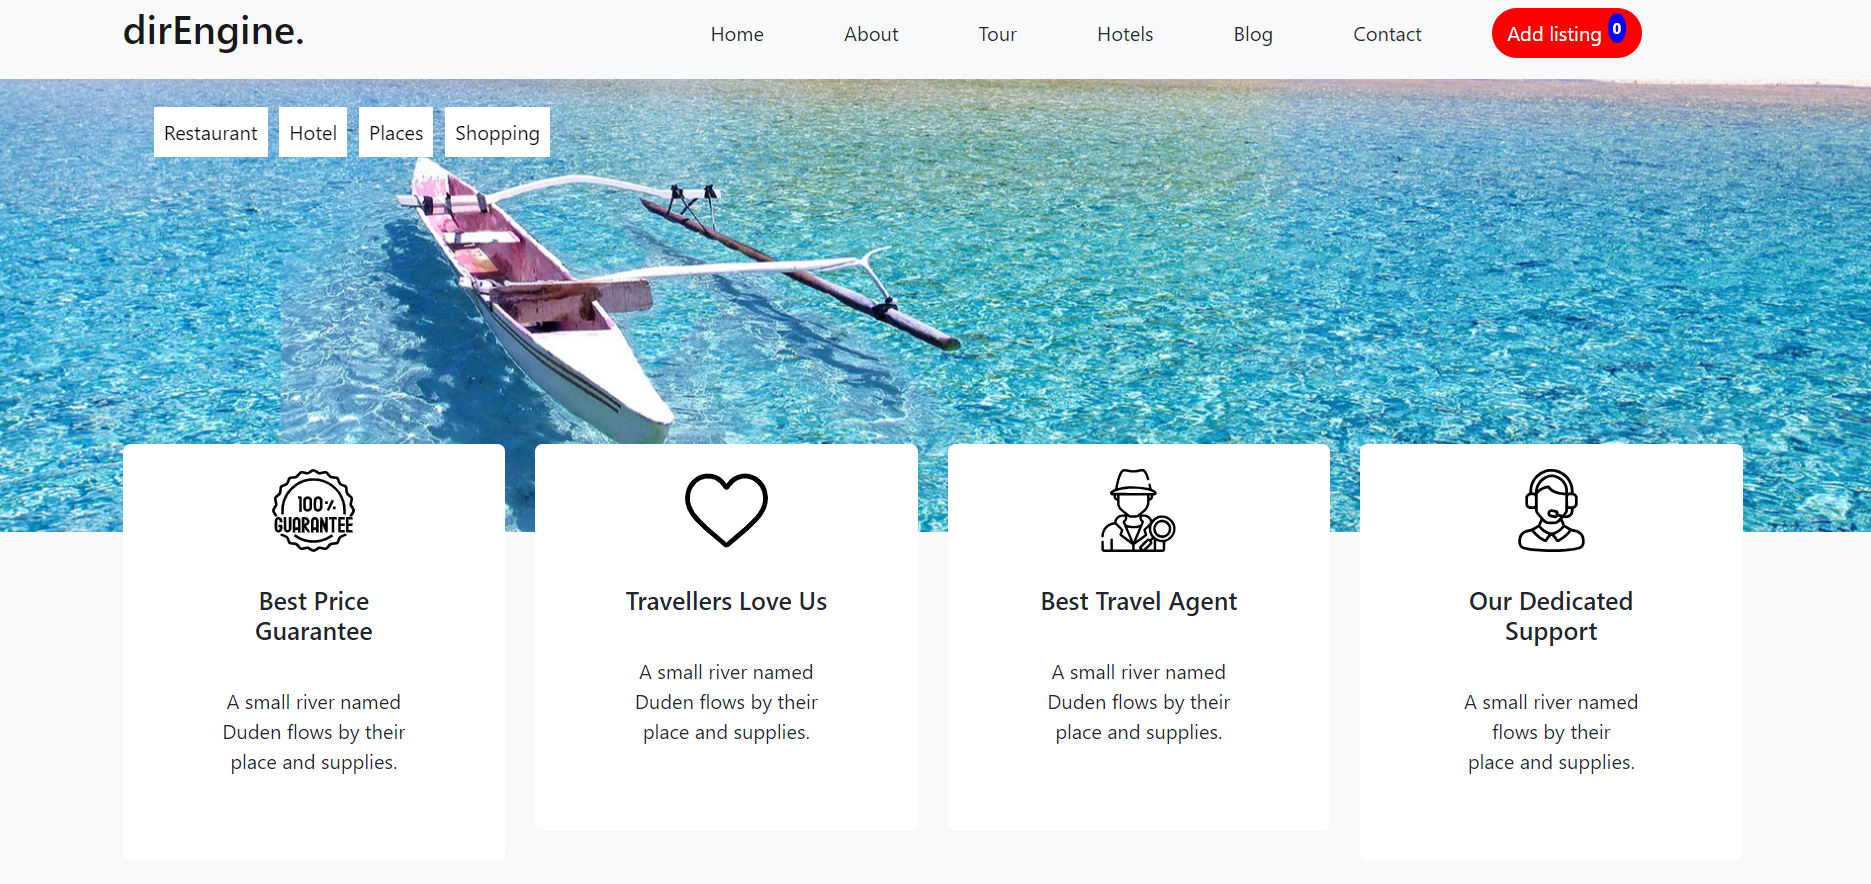 dirEngine.
Home About Tour Hotels Blog Contact Add listing 0
Restaurant Hotel Places Shopping
100%
GUARANTEE
Best Price
Guarantee
A small river named
Duden flows by their
place and supplies.
Travellers Love Us
A small river named
Duden flows by their
place and supplies.
Best Travel Agent
A small river named
Duden flows by their
place and supplies.
Our Dedicated
Support
A small river named
flows by their
place and supplies.